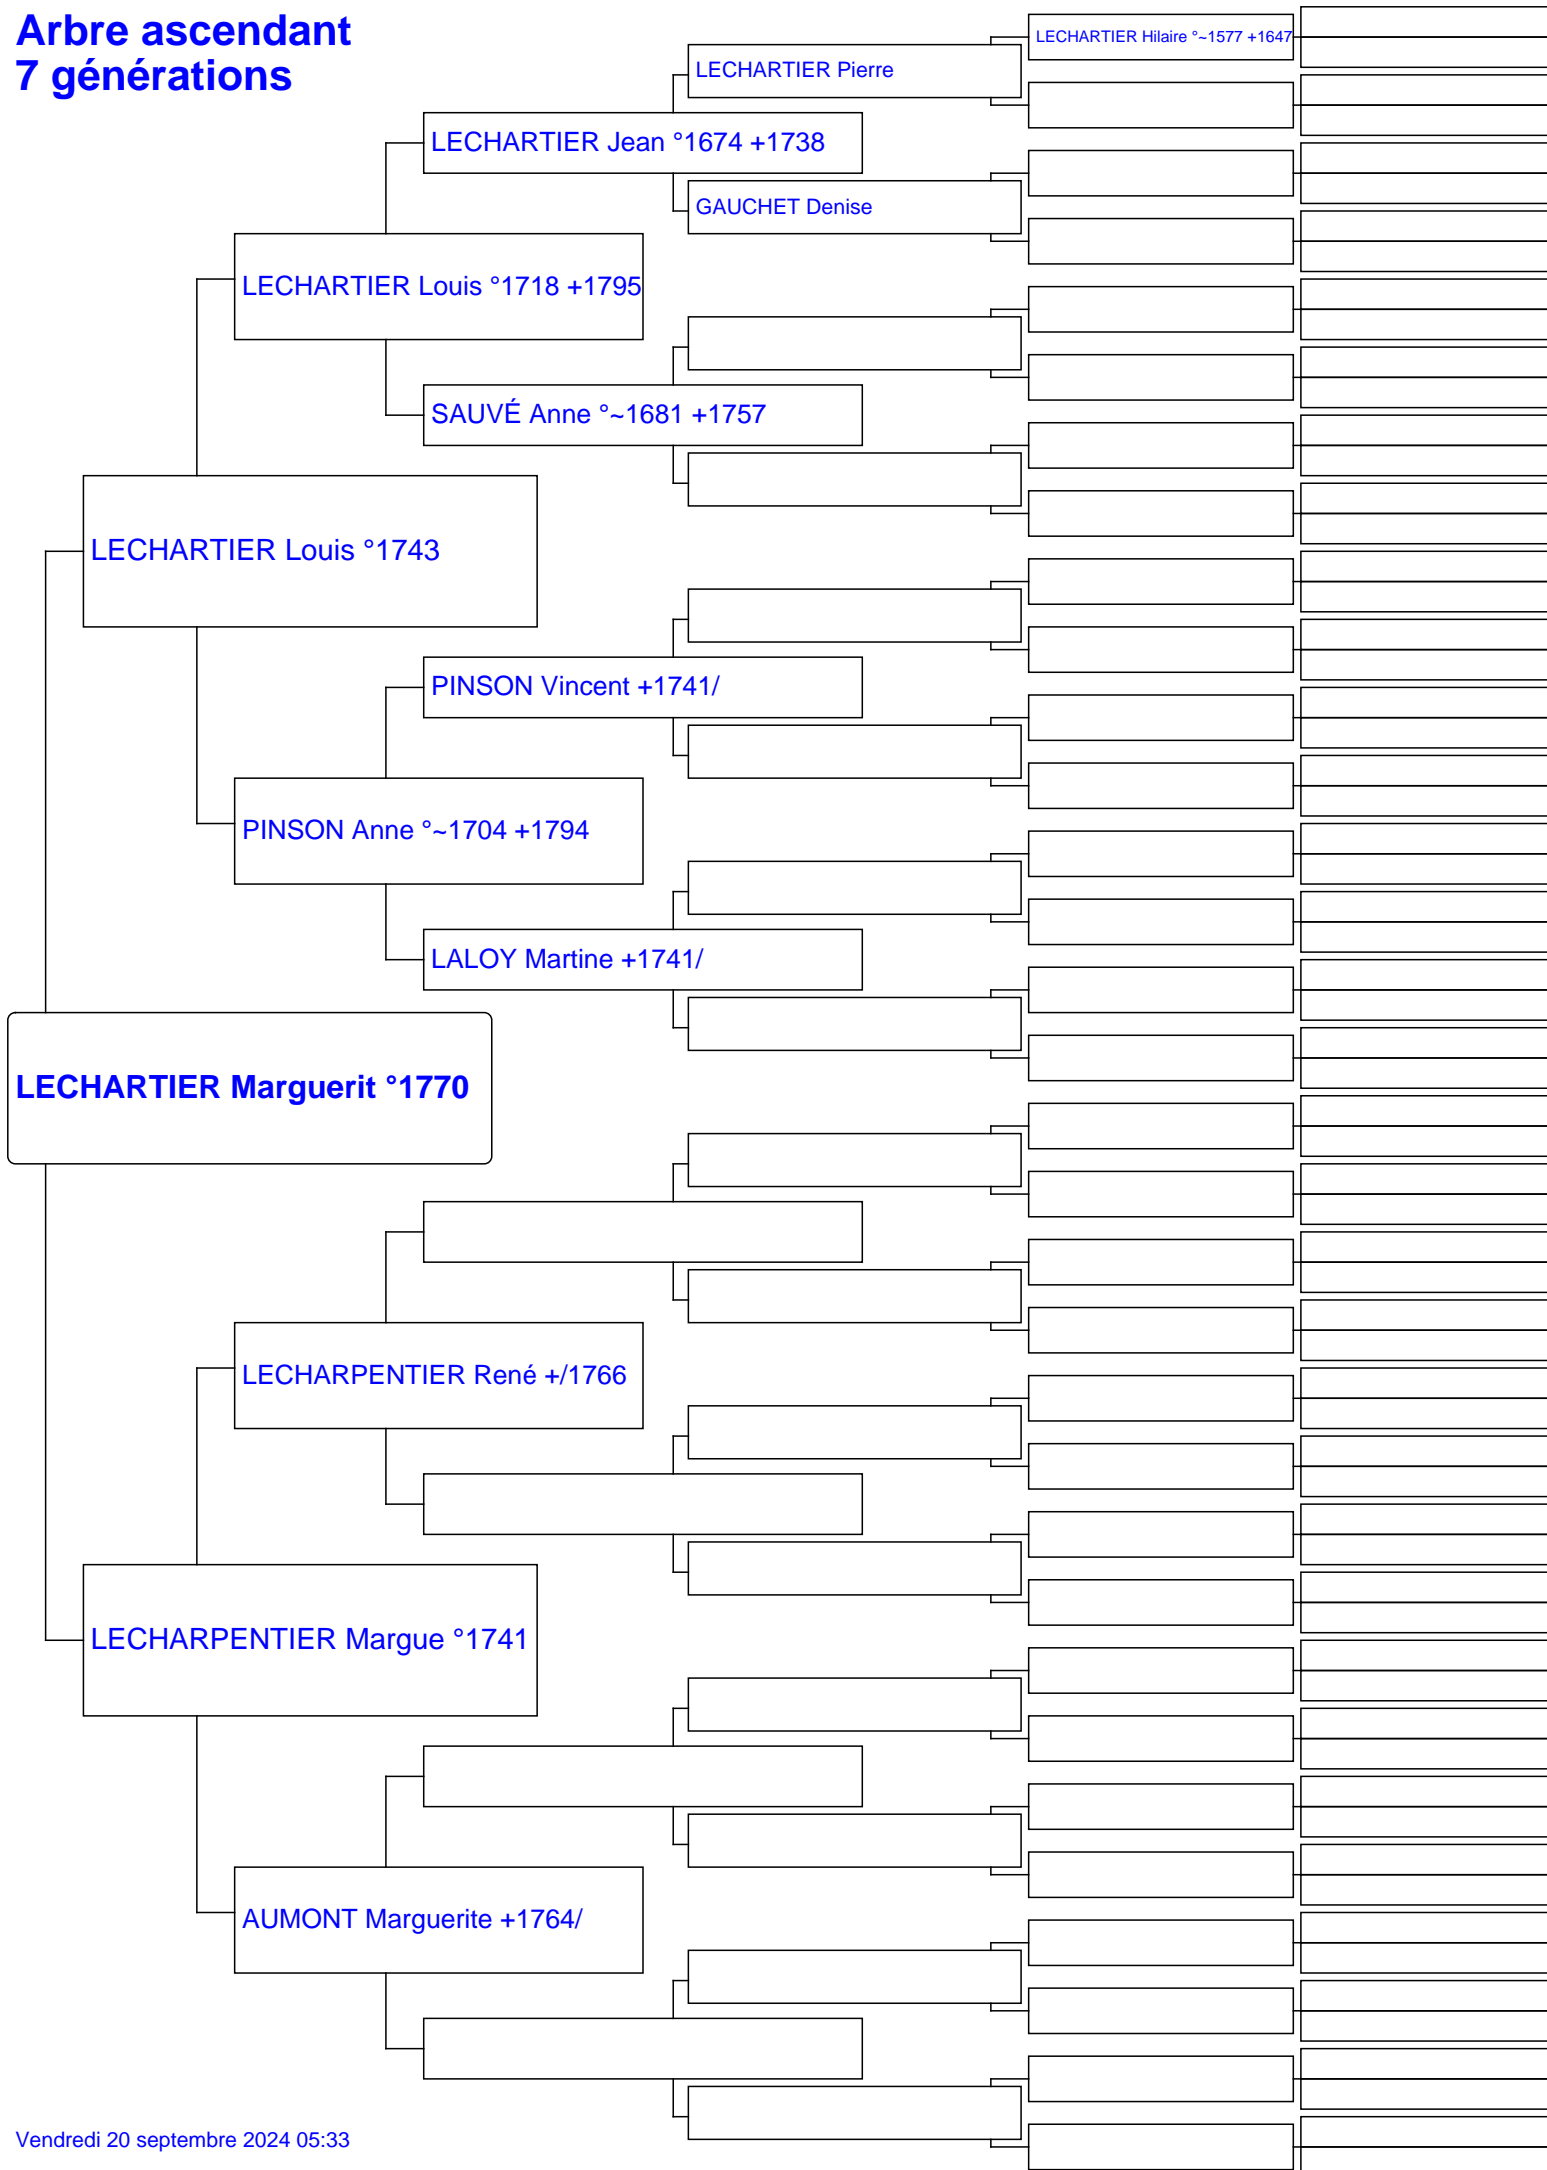 Arbre ascendant
7 générations
LECHARTIER Hilaire °~1577 +1647
LECHARTIER Pierre
LECHARTIER Jean °1674 +1738
GAUCHET Denise
LECHARTIER Louis °1718 +1795
SAUVÉ Anne °~1681 +1757
LECHARTIER Louis °1743
PINSON Vincent +1741/
PINSON Anne °~1704 +1794
LALOY Martine +1741/
LECHARTIER Marguerit °1770
LECHARPENTIER René +/1766
LECHARPENTIER Margue °1741
AUMONT Marguerite +1764/
Vendredi 20 septembre 2024 05:33